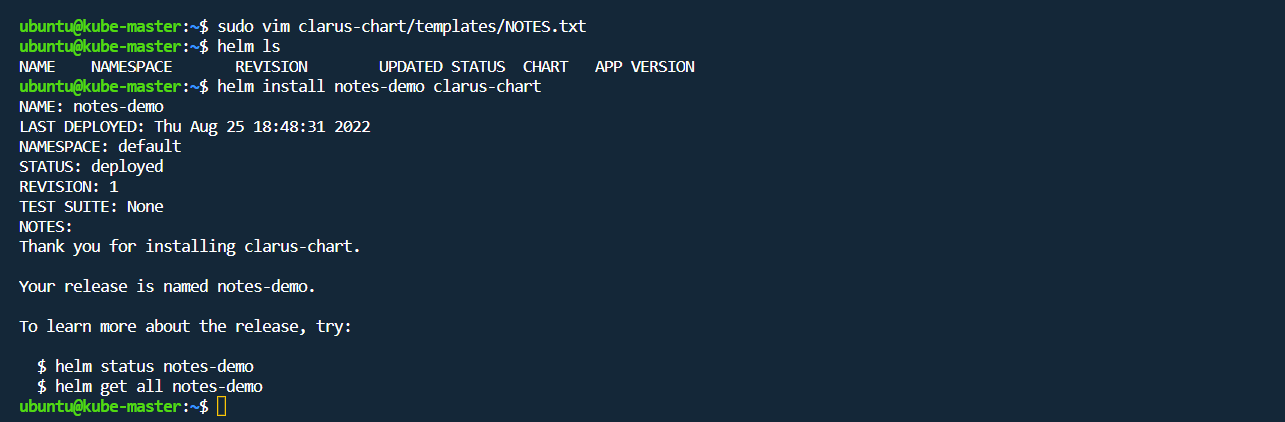 ubuntu@kube-master:~$ sudo vim clarus-chart/templates/NOTES.txt
ubuntu@kube-master:~$ helm ls
NAME    NAMESPACE       REVISION        UPDATED STATUS  CHART   APP VERSION
ubuntu@kube-master:~$ helm install notes-demo clarus-chart
NAME: notes-demo
LAST DEPLOYED: Thu Aug 25 18:48:31 2022
NAMESPACE: default
STATUS: deployed
REVISION: 1
TEST SUITE: None
NOTES:
Thank you for installing clarus-chart.

Your release is named notes-demo.

To learn more about the release, try:

  $ helm status notes-demo
  $ helm get all notes-demo
ubuntu@kube-master:~$